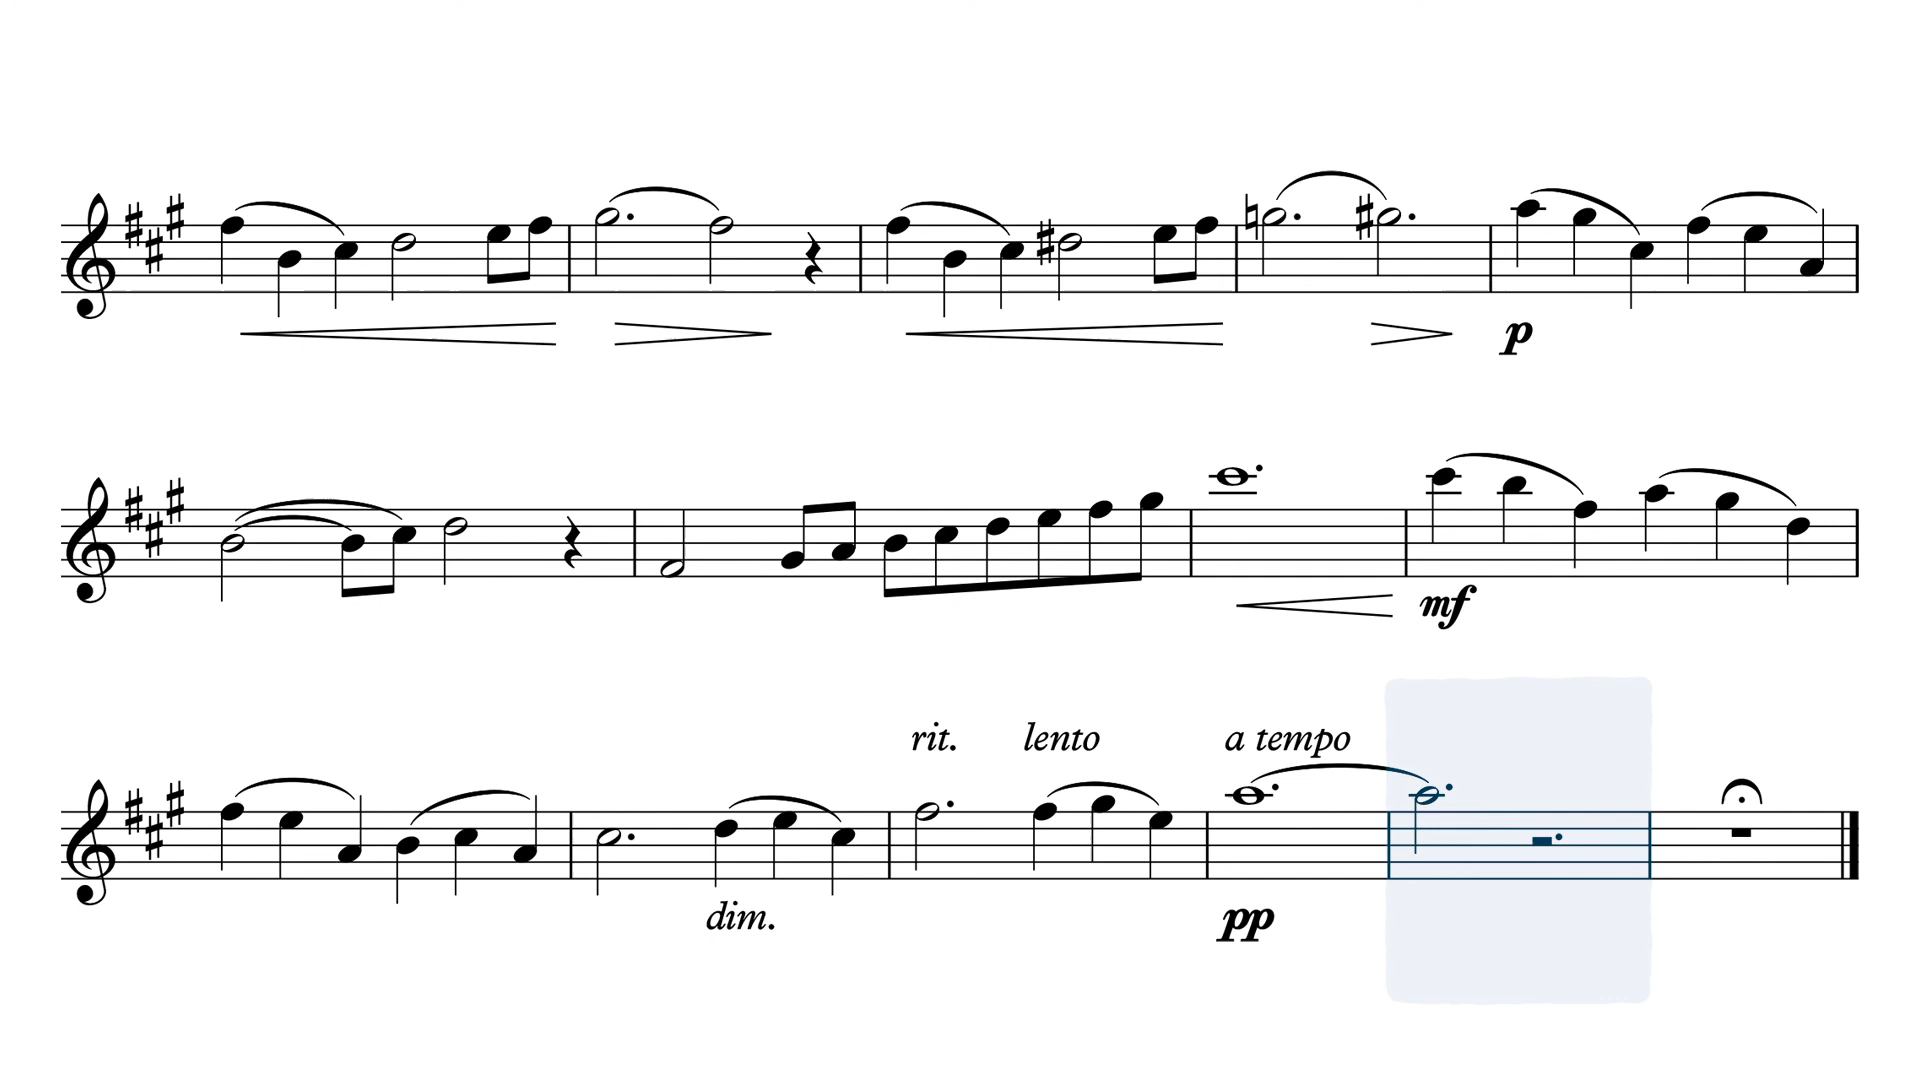 p
mf
rit. lento a tempo
dim. pp